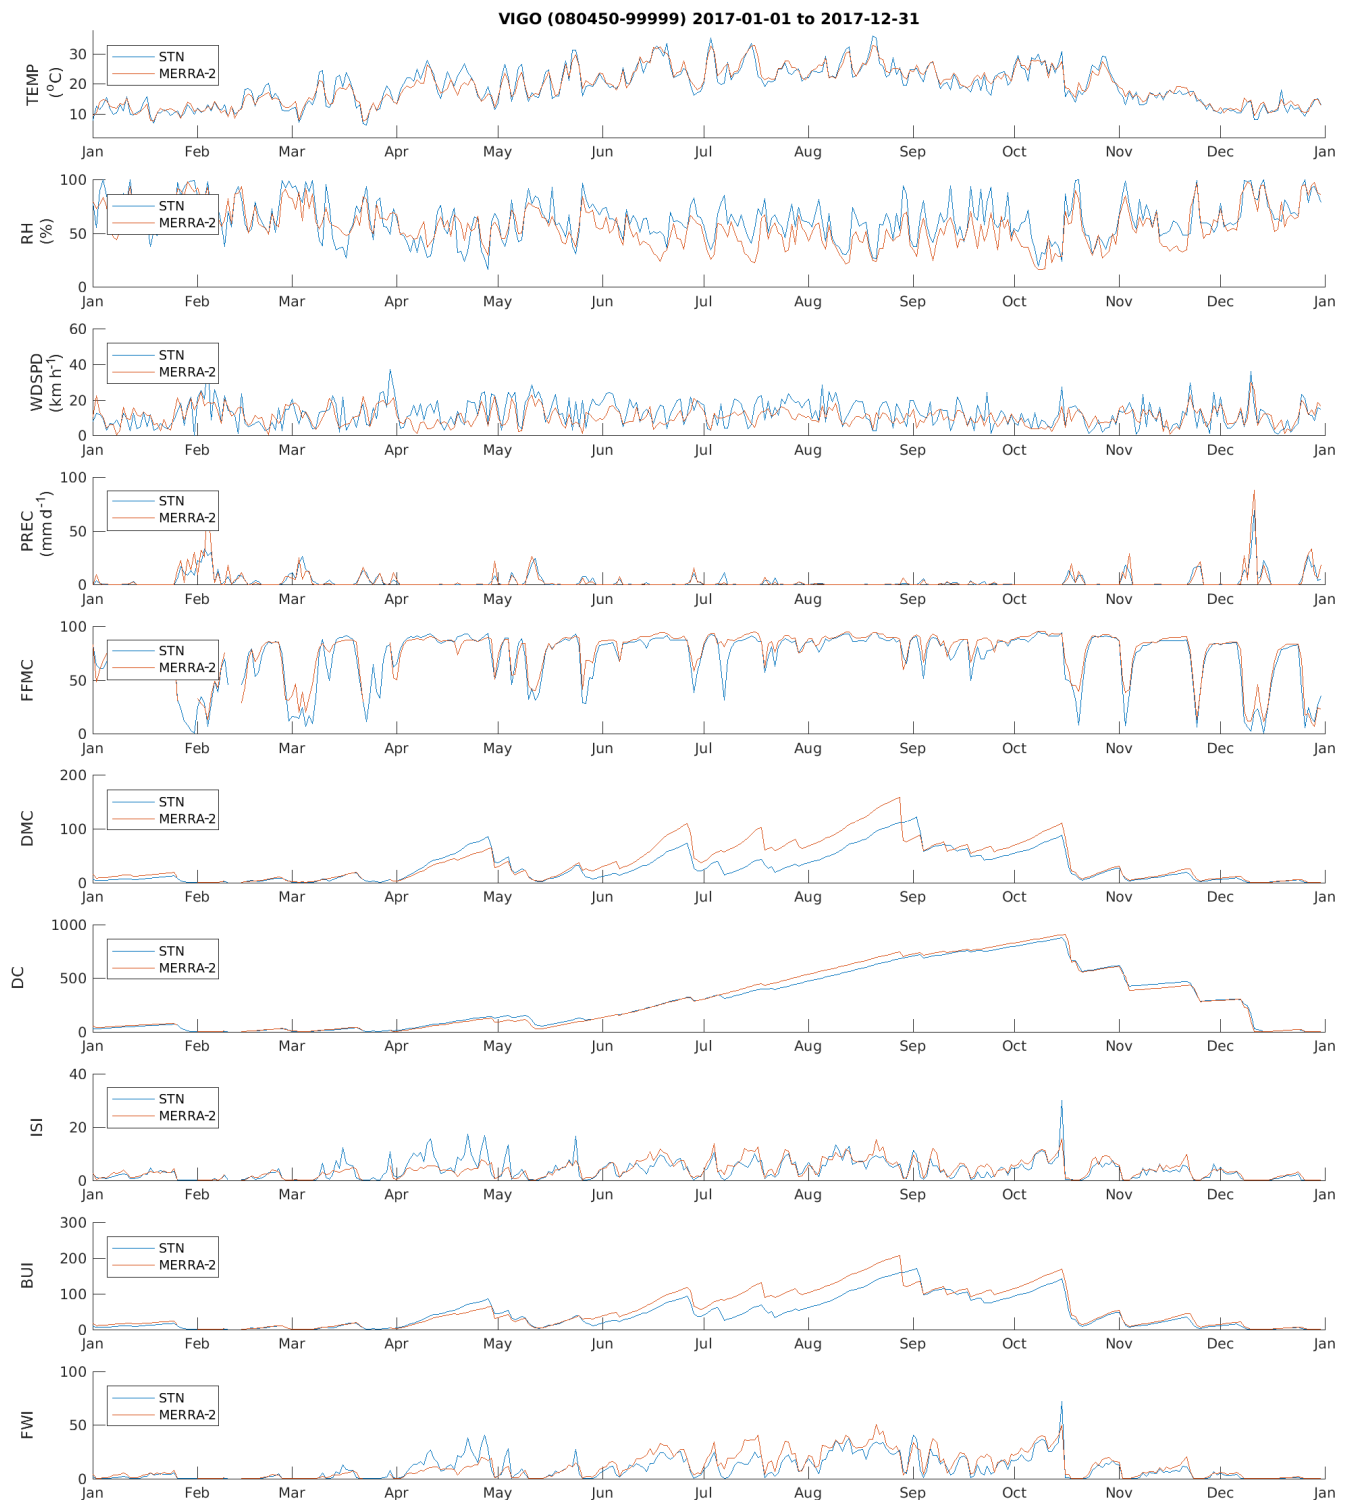 VIGO (080450-99999) 2017-01-01 to 2017-12-31
TEMP
(°C)
30
20
10
STN
MERRA-2
Jan Feb Mar Apr May Jun Jul Aug Sep Oct Nov Dec Jan
RH
(%)
100
50
0
STN
MERRA-2
Jan Feb Mar Apr May Jun Jul Aug Sep Oct Nov Dec Jan
WDSPD
(km h⁻¹)
60
40
20
0
STN
MERRA-2
Jan Feb Mar Apr May Jun Jul Aug Sep Oct Nov Dec Jan
PREC
(mm d⁻¹)
100
50
0
STN
MERRA-2
Jan Feb Mar Apr May Jun Jul Aug Sep Oct Nov Dec Jan
FFMC
100
50
0
STN
MERRA-2
Jan Feb Mar Apr May Jun Jul Aug Sep Oct Nov Dec Jan
DMC
200
100
0
STN
MERRA-2
Jan Feb Mar Apr May Jun Jul Aug Sep Oct Nov Dec Jan
DC
1000
500
0
STN
MERRA-2
Jan Feb Mar Apr May Jun Jul Aug Sep Oct Nov Dec Jan
ISI
40
20
0
STN
MERRA-2
Jan Feb Mar Apr May Jun Jul Aug Sep Oct Nov Dec Jan
BUI
300
200
100
0
STN
MERRA-2
Jan Feb Mar Apr May Jun Jul Aug Sep Oct Nov Dec Jan
FWI
100
50
0
STN
MERRA-2
Jan Feb Mar Apr May Jun Jul Aug Sep Oct Nov Dec Jan